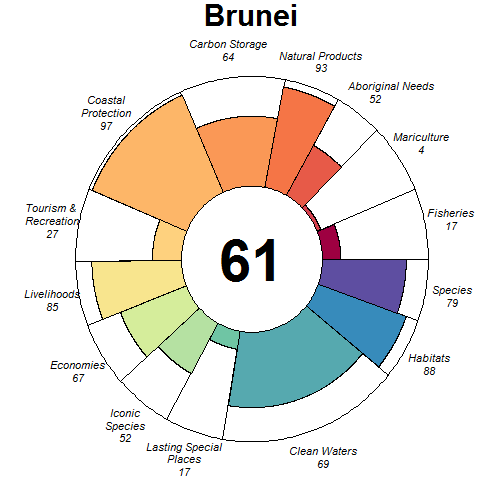 Brunei
Carbon Storage
64
Natural Products
93
Aboriginal Needs
52
Mariculture
4
Fisheries
17
Species
79
Habitats
88
Clean Waters
69
Lasting Special
Places
17
Iconic
Species
52
Economies
67
Livelihoods
85
Tourism &
Recreation
27
Coastal
Protection
97
61